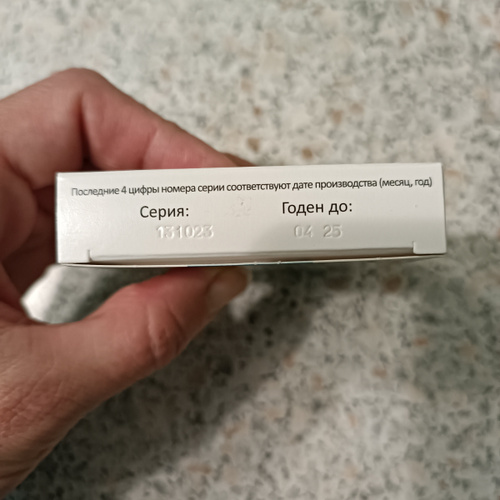 Последние 4 цифры номера серии соответствуют дате производства (месяц, год)
Серия: Годен до:
131023 04 25